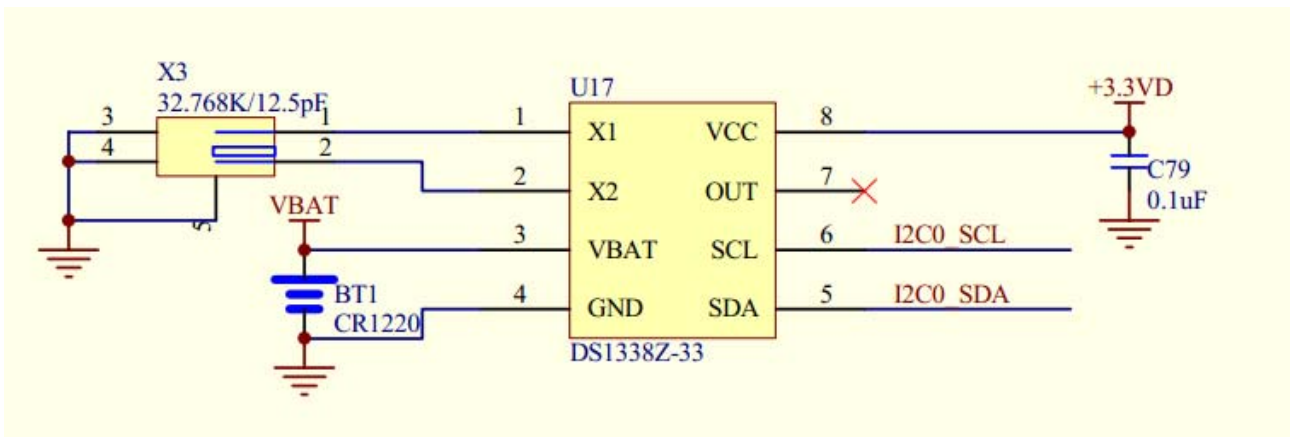 X3
32.768K/12.5pF
3
4
1
2
5
VBAT
BT1
CR1220
U17
1
X1
VCC
8
2
X2
OUT
7
3
VBAT
SCL
6
I2C0_SCL
4
GND
SDA
5
I2C0_SDA
DS1338Z-33
+3.3VD
C79
0.1uF